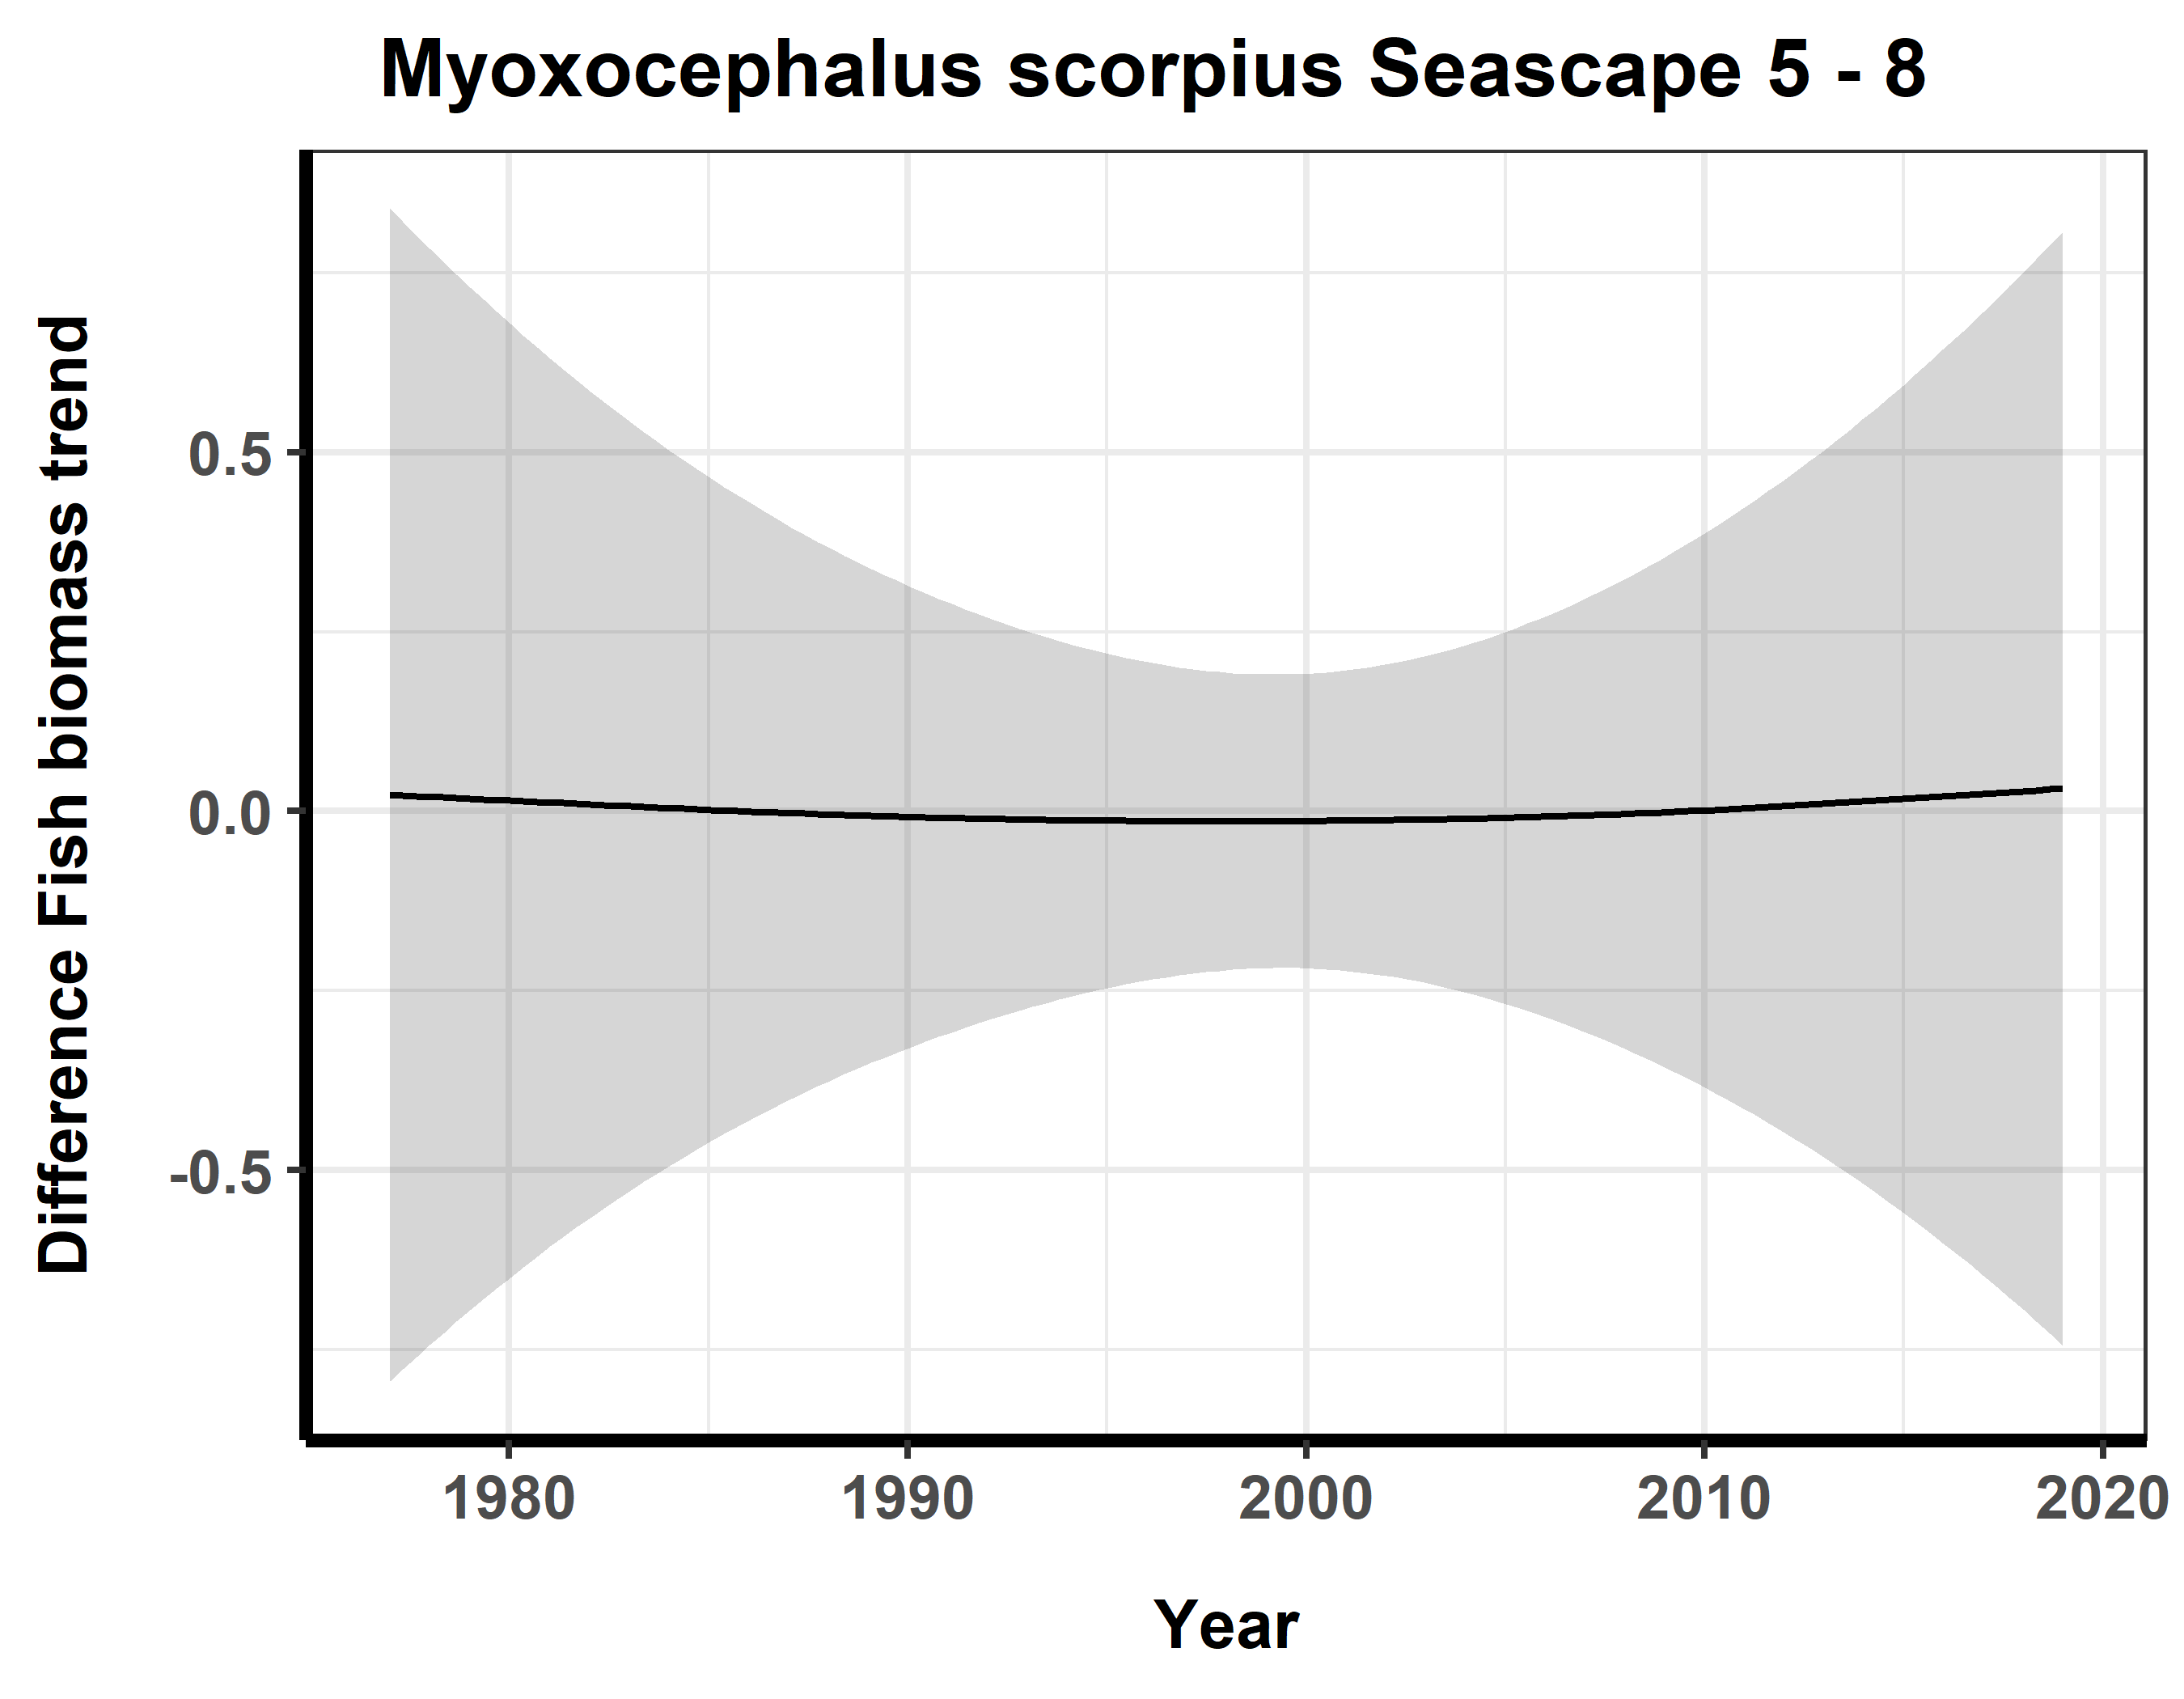 Myoxocephalus scorpius Seascape 5 - 8
Difference Fish biomass trend
0.5
0.0
-0.5
1980 1990 2000 2010 2020
Year